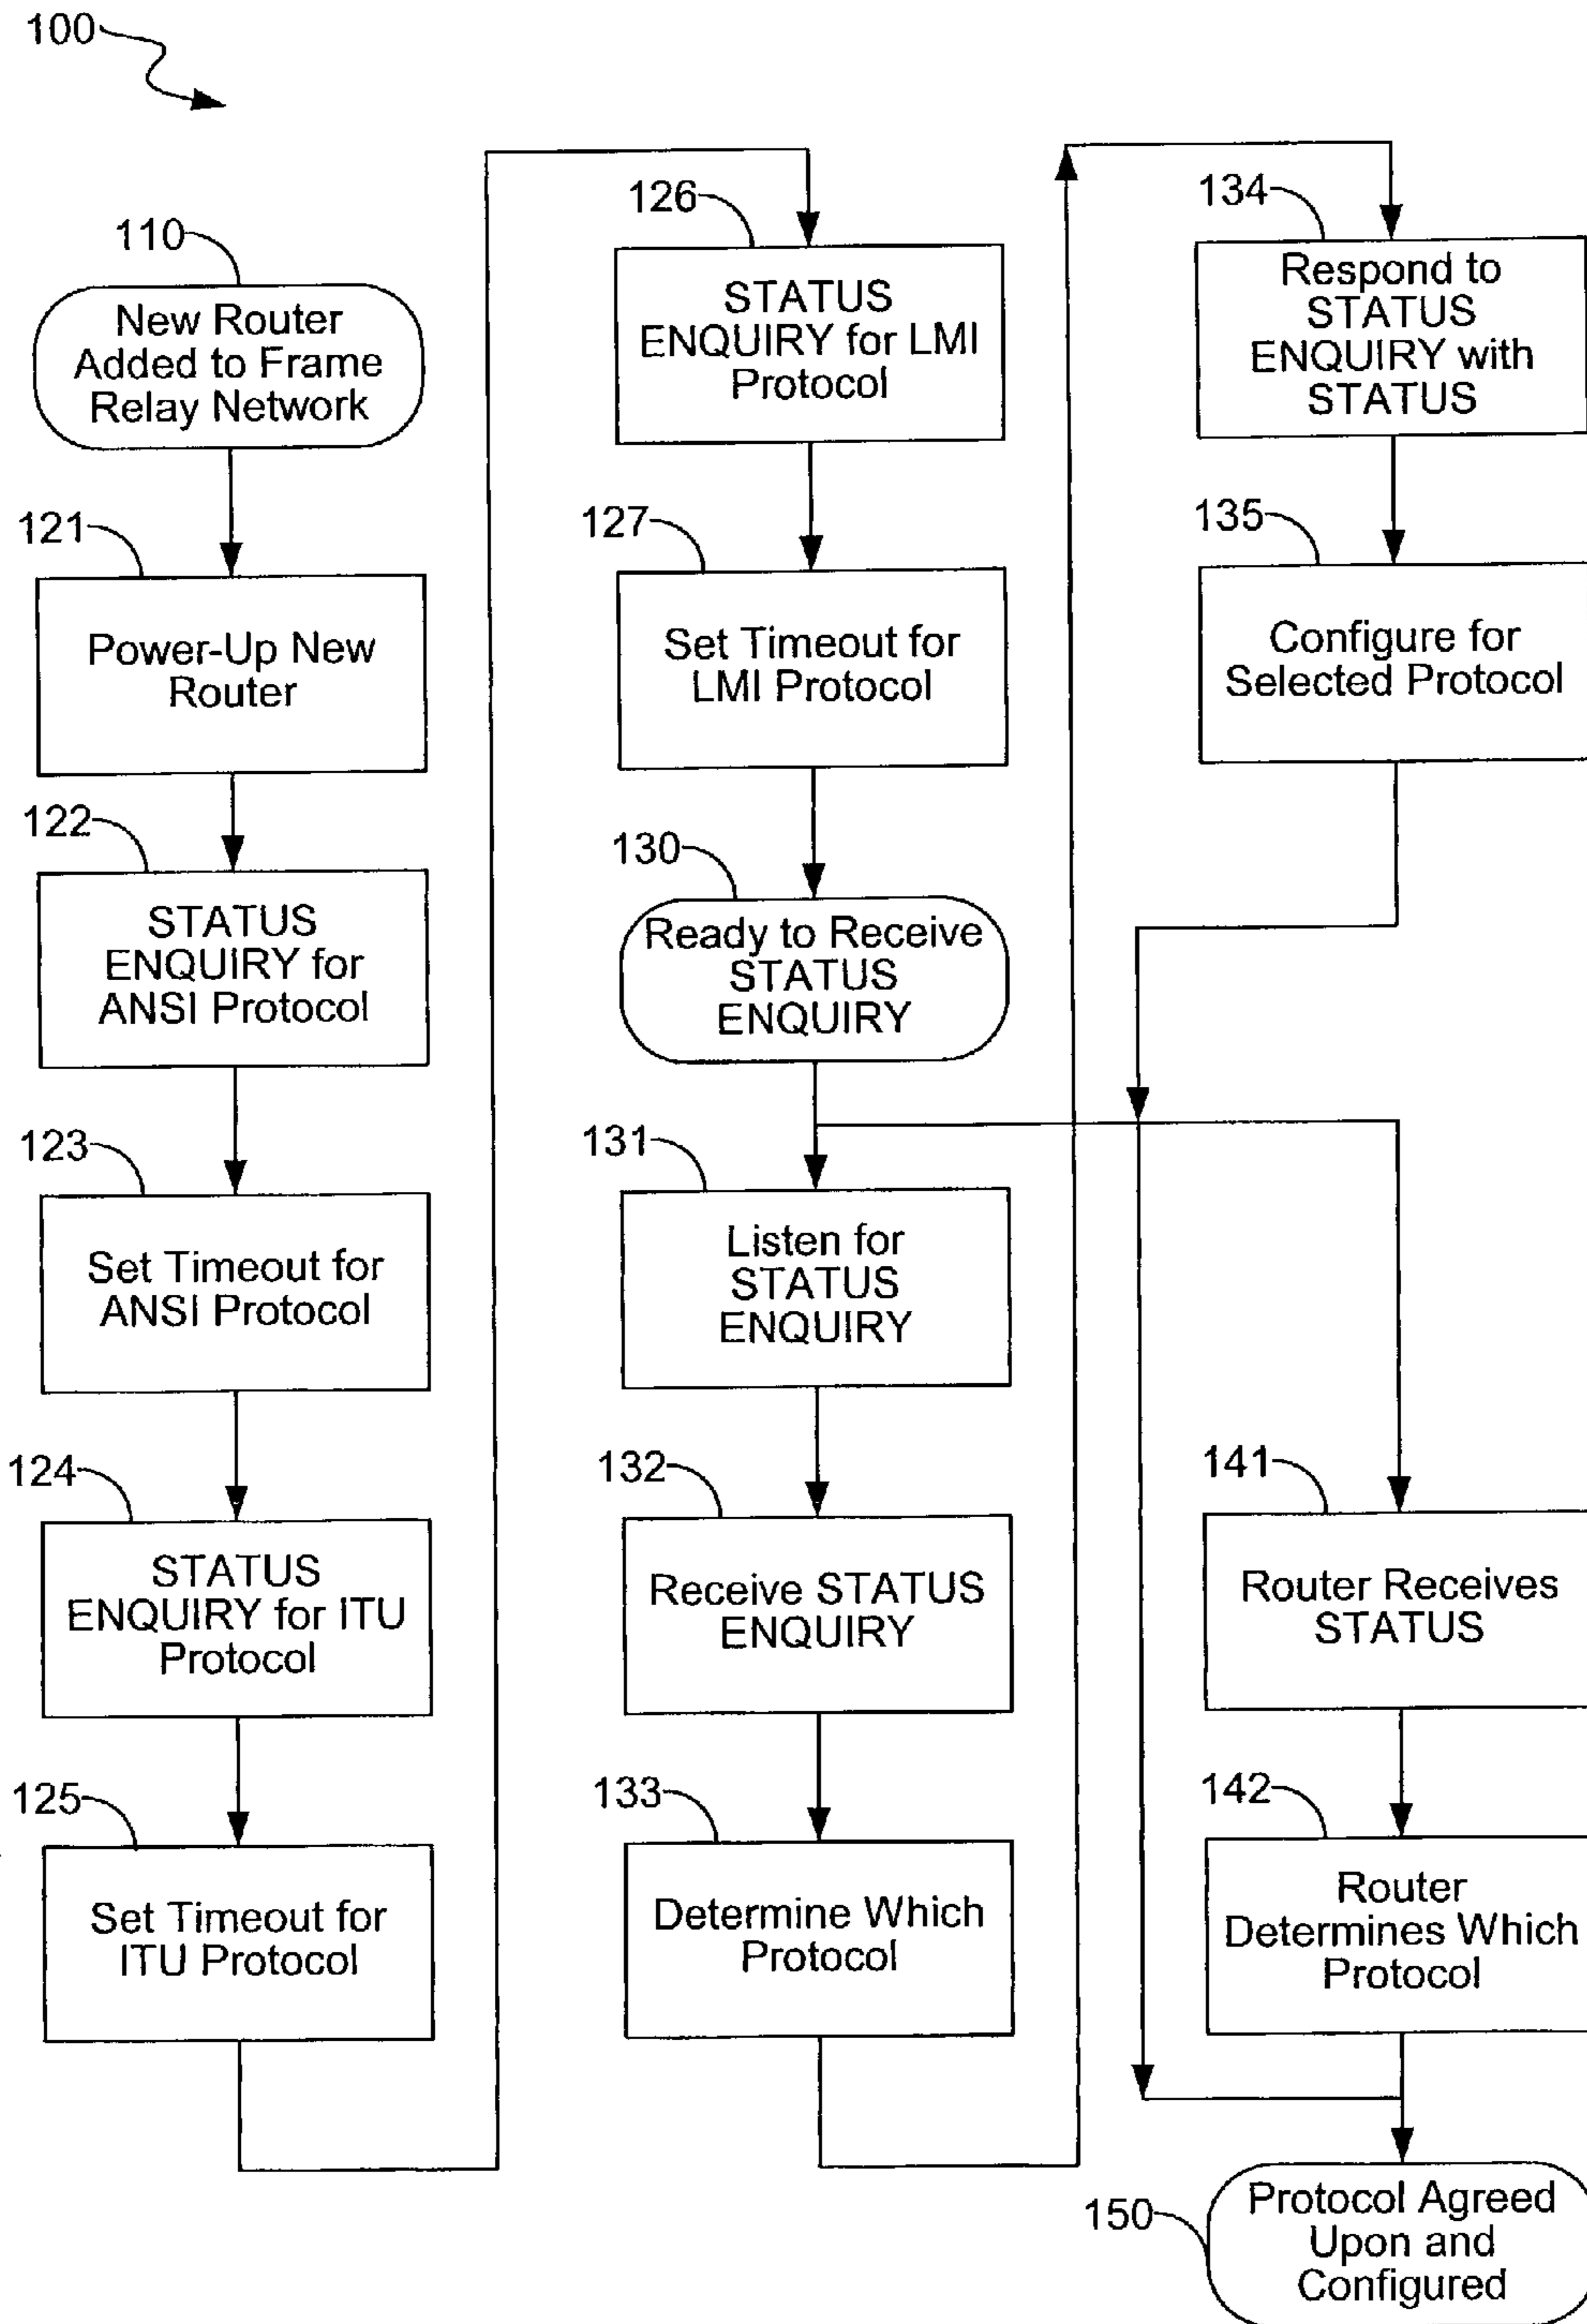 100
110
New Router
Added to Frame
Relay Network
121
Power-Up New
Router
122
STATUS
ENQUIRY for
ANSI Protocol
123
Set Timeout for
ANSI Protocol
124
STATUS
ENQUIRY for ITU
Protocol
125
Set Timeout for
ITU Protocol
126
STATUS
ENQUIRY for LMI
Protocol
127
Set Timeout for
LMI Protocol
130
Ready to Receive
STATUS
ENQUIRY
131
Listen for
STATUS
ENQUIRY
132
Receive STATUS
ENQUIRY
133
Determine Which
Protocol
134
Respond to
STATUS
ENQUIRY with
STATUS
135
Configure for
Selected Protocol
141
Router Receives
STATUS
142
Router
Determines Which
Protocol
150
Protocol Agreed
Upon and
Configured